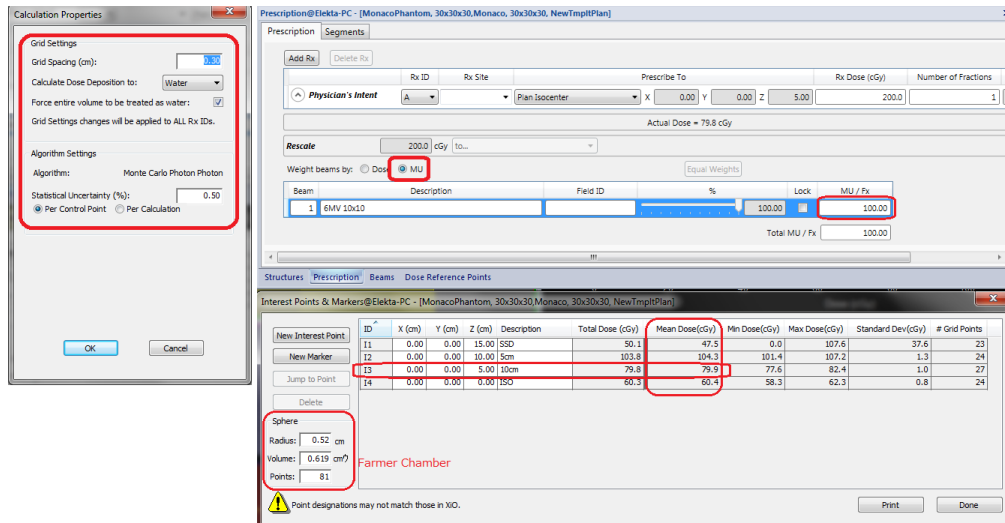 Calculation Properties
Grid Settings
Grid Spacing (cm): 0.30
Calculate Dose Deposition to: Water
Force entire volume to be treated as water:
Grid Settings changes will be applied to ALL Rx IDs.
Algorithm Settings
Algorithm: Monte Carlo Photon Photon
Statistical Uncertainty (%): 0.50
Per Control Point Per Calculation
OK Cancel
Prescription@Elekta-PC - [MonacoPhantom, 30x30x30,Monaco, 30x30x30, NewTmpltPlan]
Prescription Segments
Add Rx Delete Rx
Rx ID Rx Site Prescribe To Rx Dose (cGy) Number of Fractions
Physician's Intent A Plan Isocenter X 0.00 Y 0.00 Z 5.00 200.0 1
Actual Dose = 79.8 cGy
Rescale 200.0 cGy to...
Weight beams by: Dose MU Equal Weights
Beam Description Field ID % Lock MU / Fx
1 6MV 10x10 100.00 100.00
Total MU / Fx 100.00
Structures Prescription Beams Dose Reference Points
Interest Points & Markers@Elekta-PC - [MonacoPhantom, 30x30x30,Monaco, 30x30x30, NewTmpltPlan]
New Interest Point
New Marker
Jump to Point
Delete
Sphere
Radius: 0.52 cm
Volume: 0.619 cm³
Points: 81
ID X (cm) Y (cm) Z (cm) Description Total Dose (cGy) Mean Dose(cGy) Min Dose(cGy) Max Dose(cGy) Standard Dev(cGy) # Grid Points
I1 0.00 0.00 15.00 SSD 50.1 47.5 0.0 107.6 37.6 23
I2 0.00 0.00 10.00 5cm 103.8 104.3 101.4 107.2 1.3 24
I3 0.00 0.00 5.00 10cm 79.8 79.9 77.6 82.4 1.0 27
I4 0.00 0.00 0.00 ISO 60.3 60.4 58.3 62.3 0.8 24
Farmer Chamber
Point designations may not match those in XiO.
Print Done